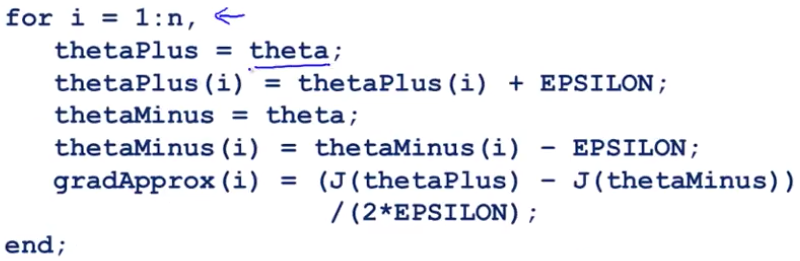 for i = 1:n,
thetaPlus = theta;
thetaPlus(i) = thetaPlus(i) + EPSILON;
thetaMinus = theta;
thetaMinus(i) = thetaMinus(i) - EPSILON;
gradApprox(i) = (J(thetaPlus) - J(thetaMinus))
/(2*EPSILON);
end;